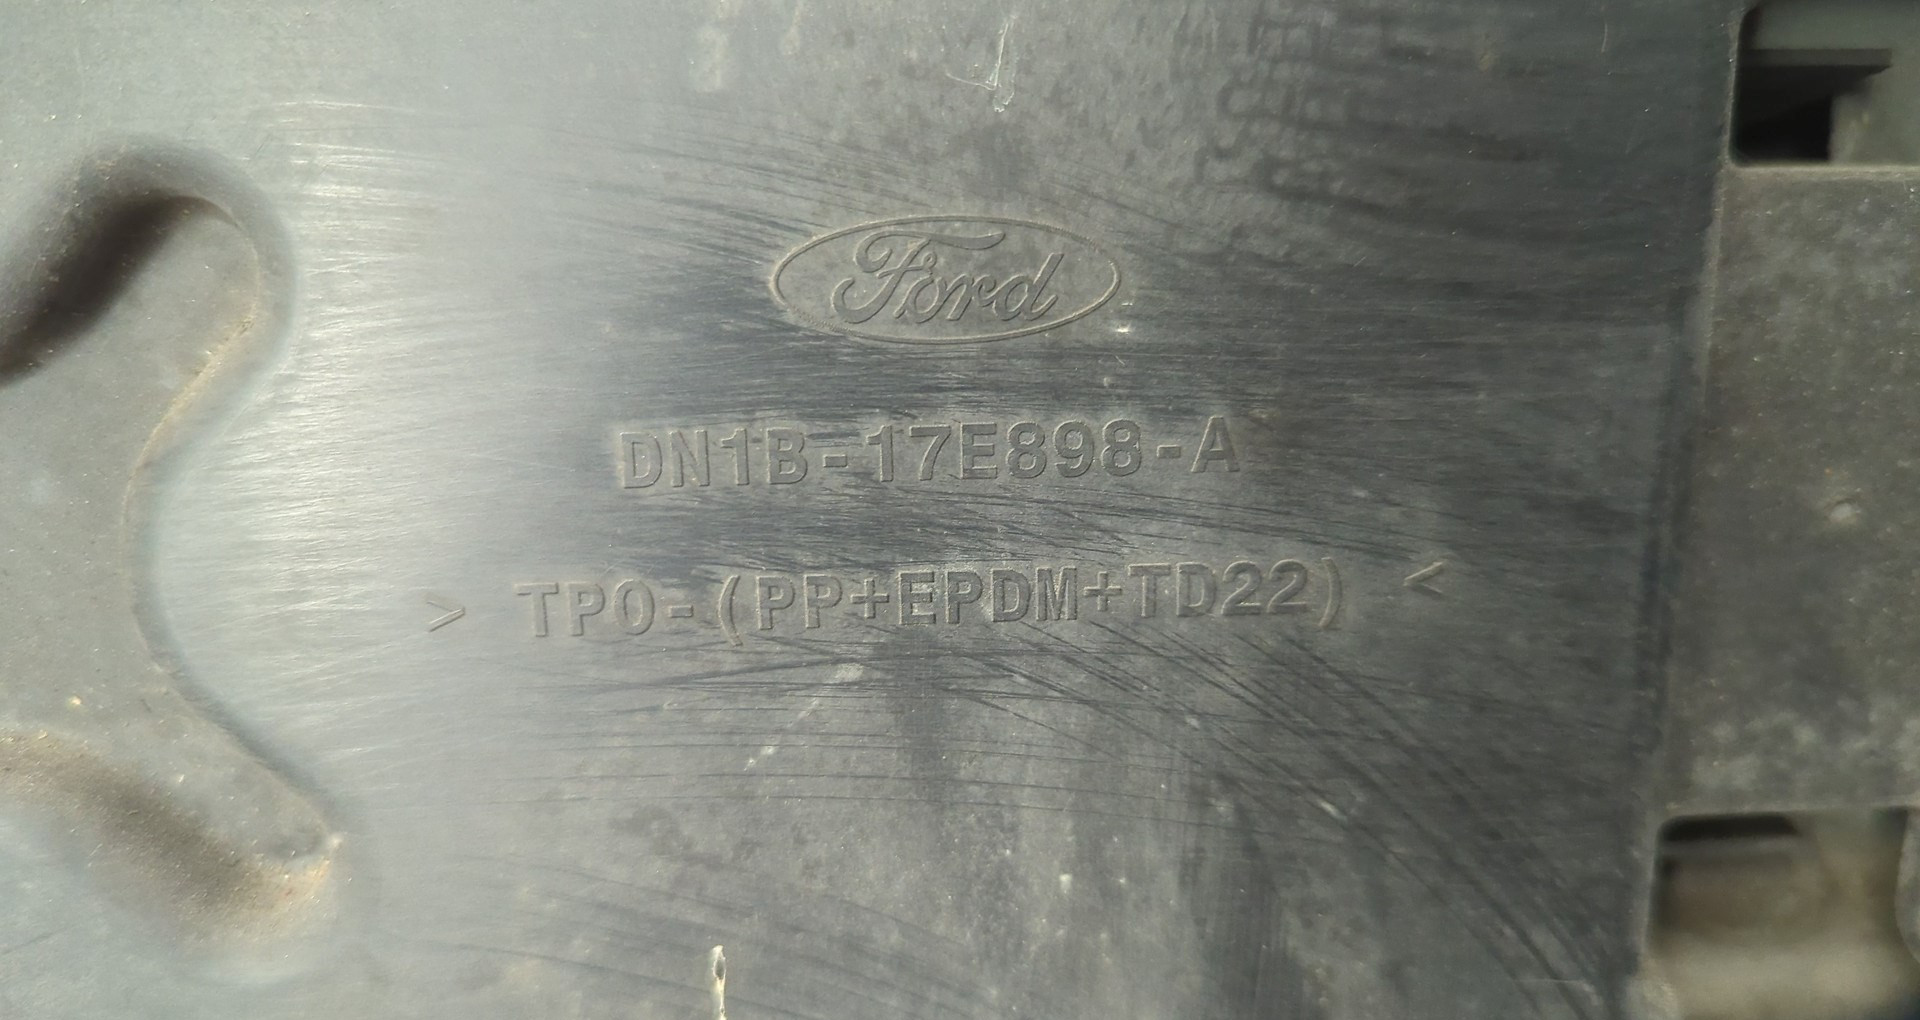 Ford
DN1B-17E898-A
> TPO-(PP+EPDM+TD22) <